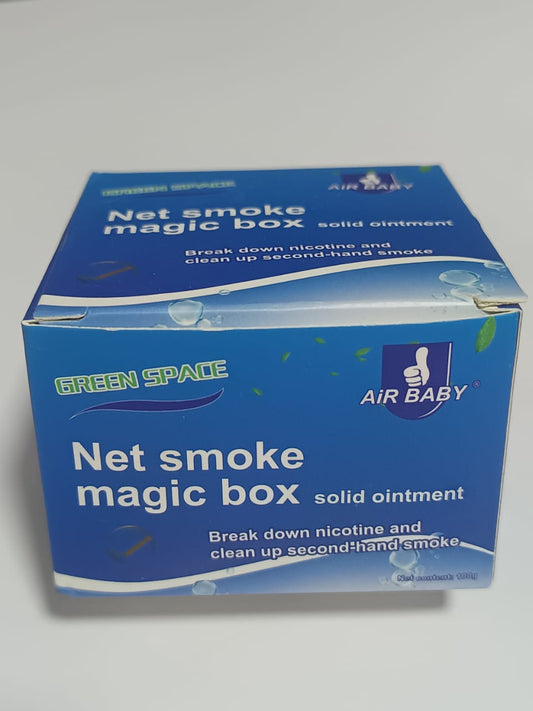 GREEN SPACE
AiR BABY
Net smoke
magic box solid ointment
Break down nicotine and
clean up second-hand smoke
GREEN SPACE
AiR BABY ®
Net smoke
magic box solid ointment
Break down nicotine and
clean up second-hand smoke
Net content: 100g